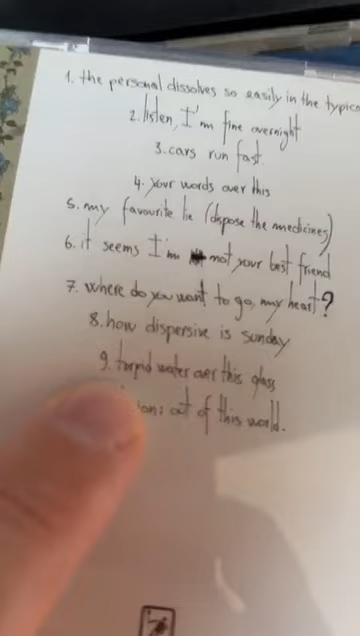 1. the personal dissolves so easily in the typica
2. listen, I'm fine overnight
3. cars run fast.
4. your words over this
5. my favourite lie (dispose the medicines)
6. it seems I'm not your best friend
7. where do you want to go, my heart?
8. how dispersive is sunday
9. torpid water over this glass
out of this world.